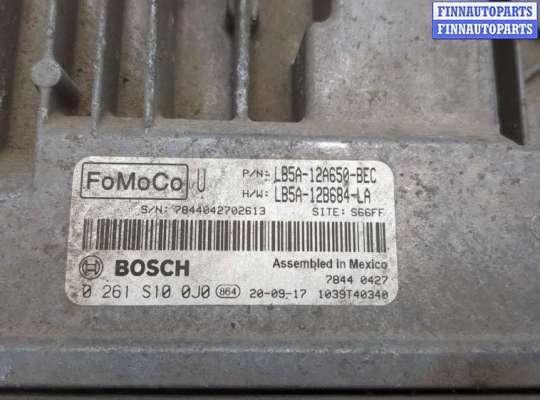 FINNAUTOPARTS
FINNAUTOPARTS
FoMoCo U P/N: LB5A-12A650-BEC
H/W: LB5A-12B684-LA
S/N: 7844042702613 SITE: S66FF
BOSCH Assembled in Mexico
7844 0427
0 261 S10 0J0 864 20-09-17 1039T40340